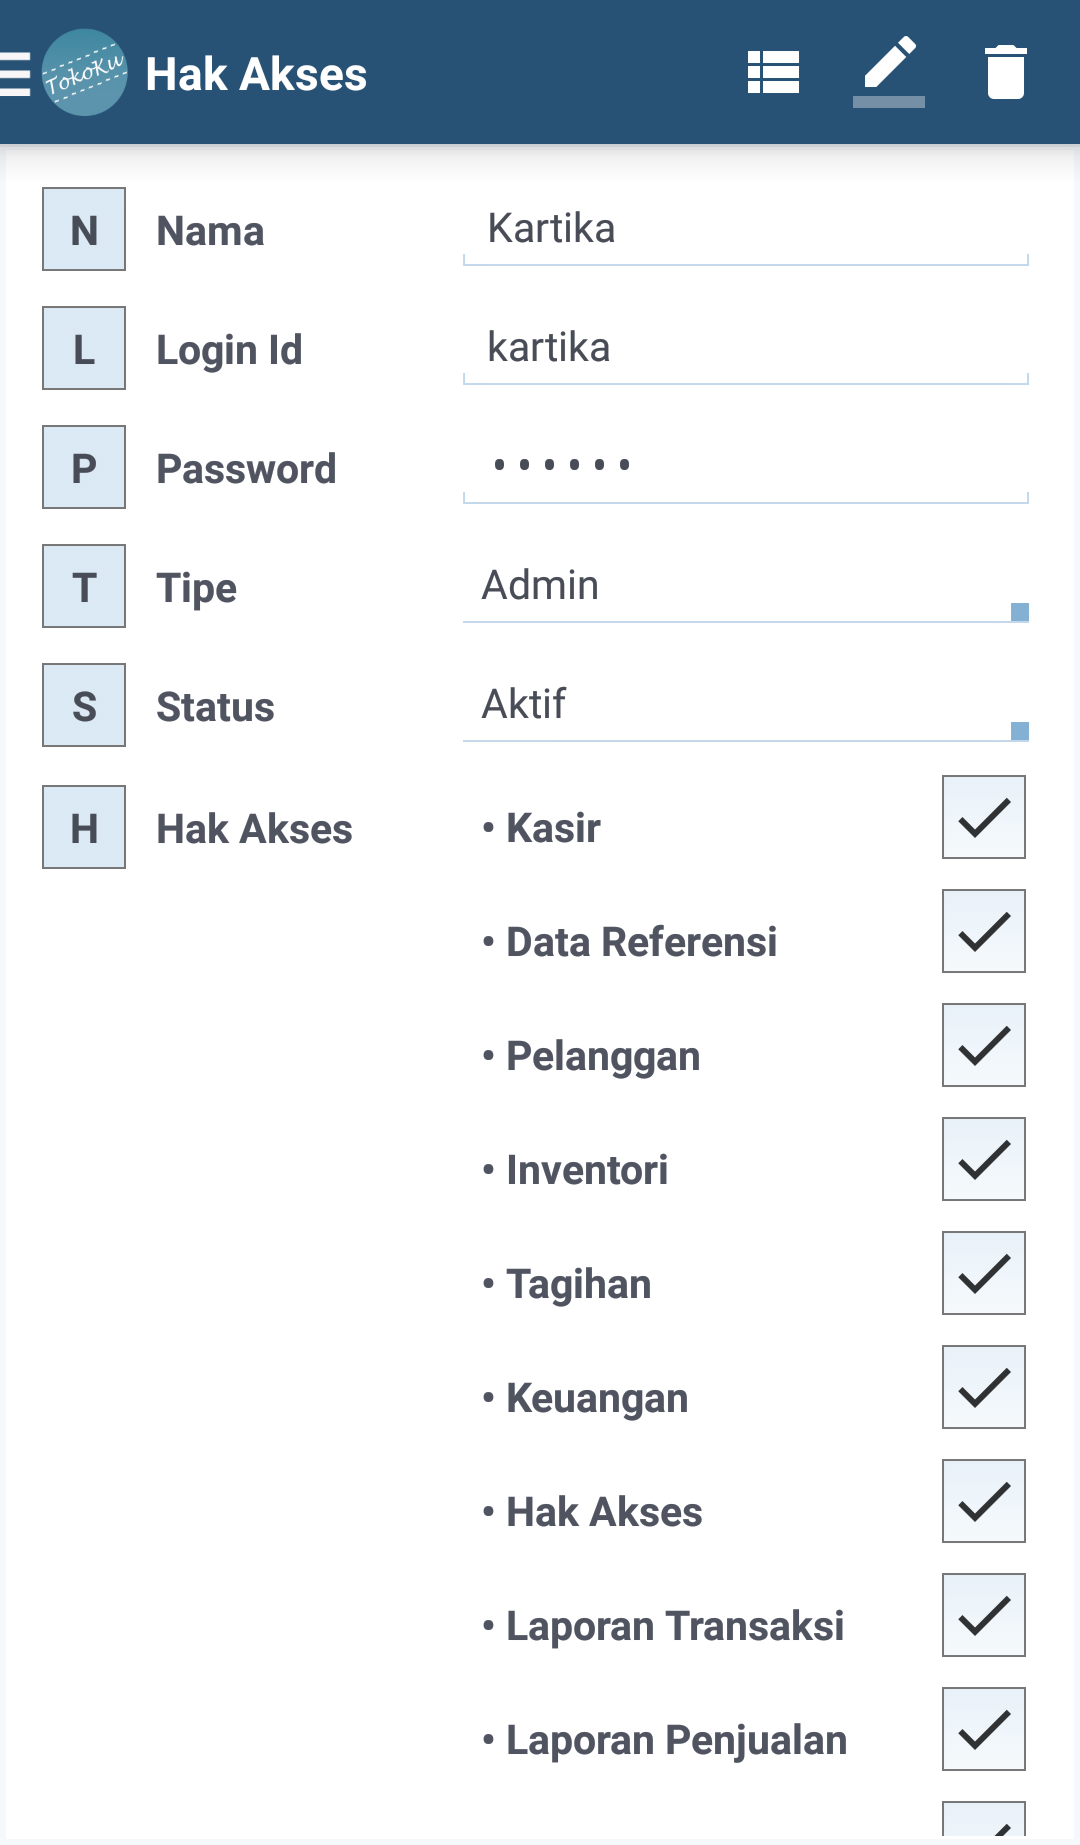 TokoKu Hak Akses
N Nama Kartika
L Login Id kartika
P Password ••••••
T Tipe Admin
S Status Aktif
H Hak Akses • Kasir
• Data Referensi
• Pelanggan
• Inventori
• Tagihan
• Keuangan
• Hak Akses
• Laporan Transaksi
• Laporan Penjualan